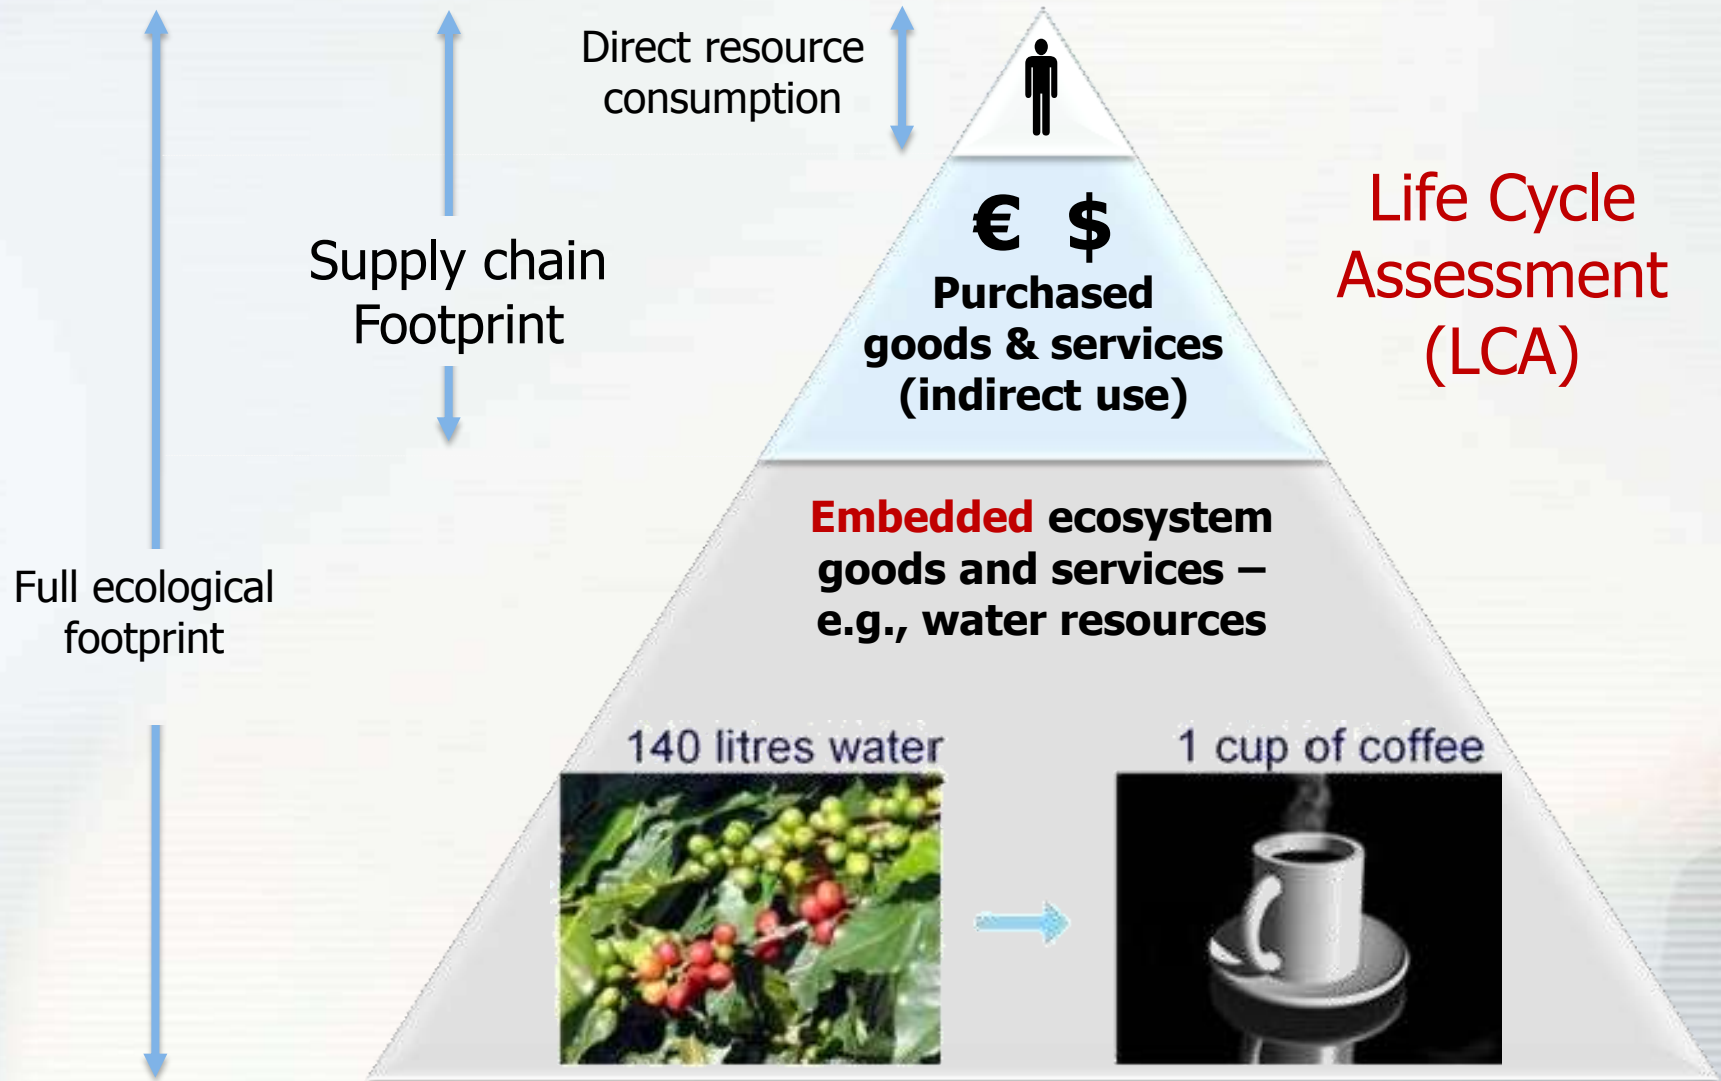 Direct resource
consumption
€ $
Purchased
goods & services
(indirect use)
Life Cycle
Assessment
(LCA)
Supply chain
Footprint
Embedded ecosystem
goods and services –
e.g., water resources
Full ecological
footprint
140 litres water
1 cup of coffee